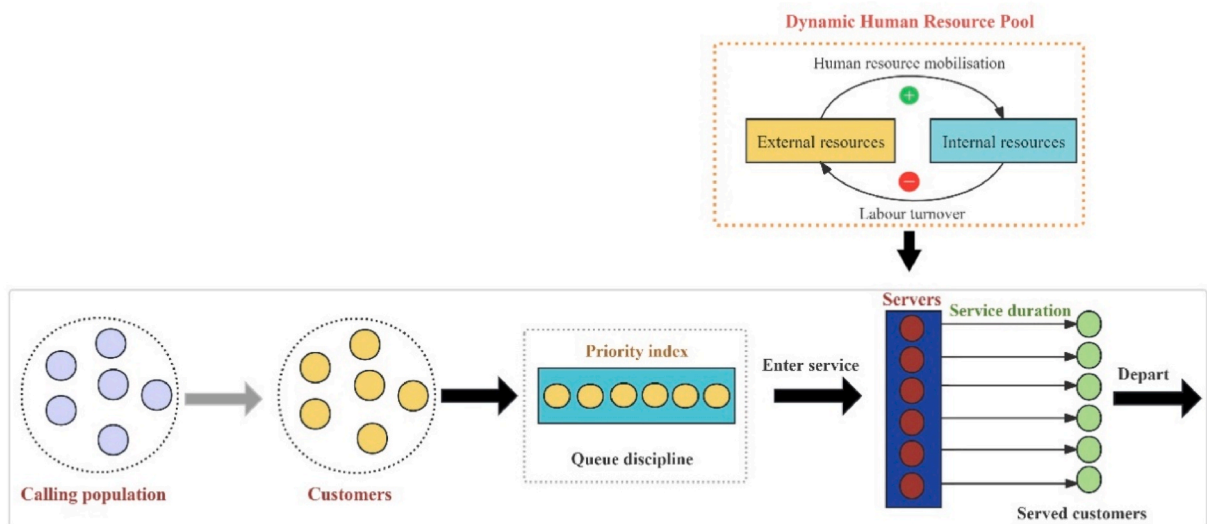 Dynamic Human Resource Pool
Human resource mobilisation
+
External resources
Internal resources
−
Labour turnover
Servers
Service duration
Priority index
Enter service
Depart
Queue discipline
Calling population
Customers
Served customers